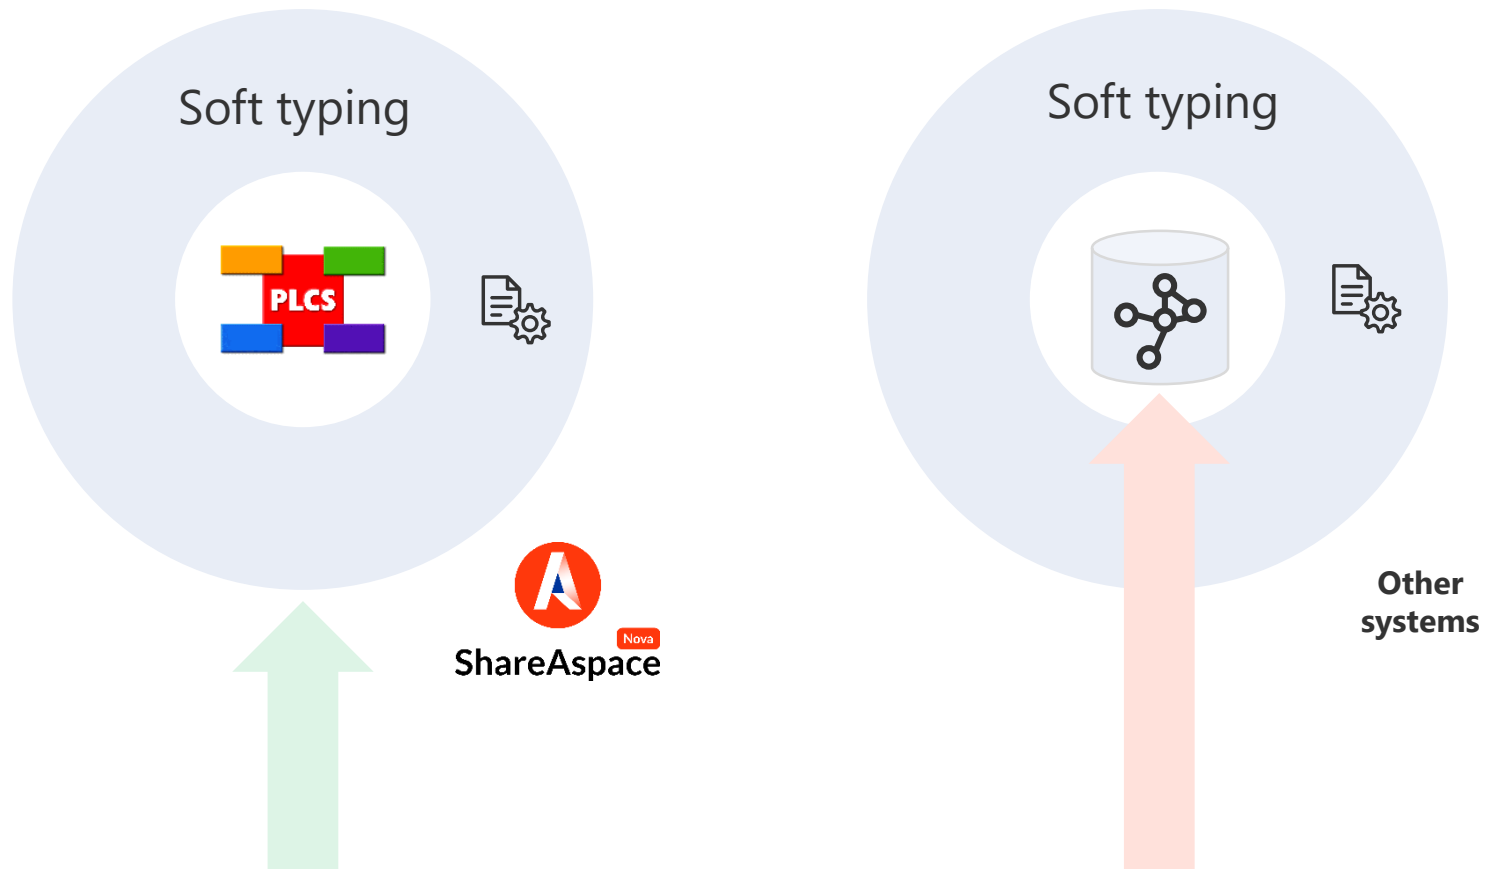 Soft typing
PLCS
Nova
ShareAspace
Soft typing
Other
systems